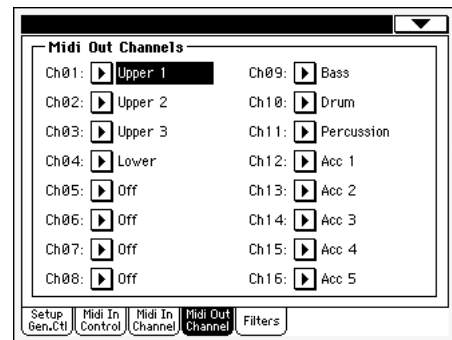 Midi Out Channels
Ch01: Upper 1
Ch02: Upper 2
Ch03: Upper 3
Ch04: Lower
Ch05: Off
Ch06: Off
Ch07: Off
Ch08: Off
Ch09: Bass
Ch10: Drum
Ch11: Percussion
Ch12: Acc 1
Ch13: Acc 2
Ch14: Acc 3
Ch15: Acc 4
Ch16: Acc 5
Setup
Gen.Ctl
Midi In
Control
Midi In
Channel
Midi Out
Channel
Filters